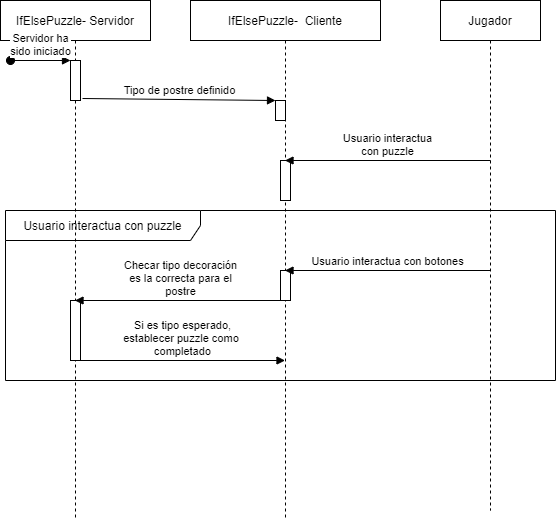 IfElsePuzzle- Servidor
IfElsePuzzle-  Cliente
Jugador
Servidor ha
sido iniciado
Tipo de postre definido
Usuario interactua
con puzzle
Usuario interactua con puzzle
Usuario interactua con botones
Checar tipo decoración
es la correcta para el
postre
Si es tipo esperado,
establecer puzzle como
completado